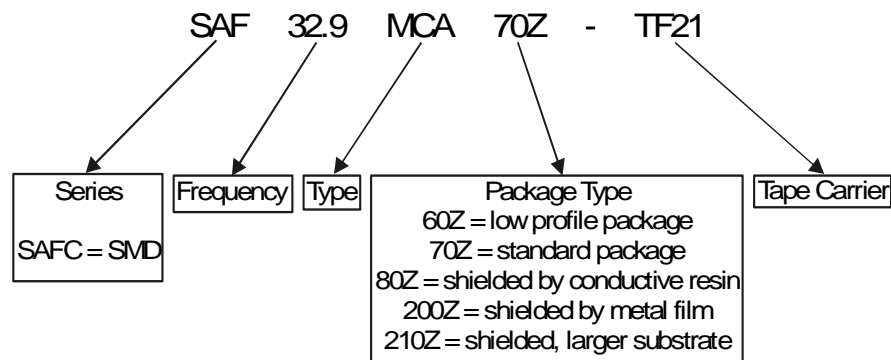 SAF 32.9 MCA 70Z - TF21
Series
SAFC = SMD
Frequency
Type
Package Type
60Z = low profile package
70Z = standard package
80Z = shielded by conductive resin
200Z = shielded by metal film
210Z = shielded, larger substrate
Tape Carrier